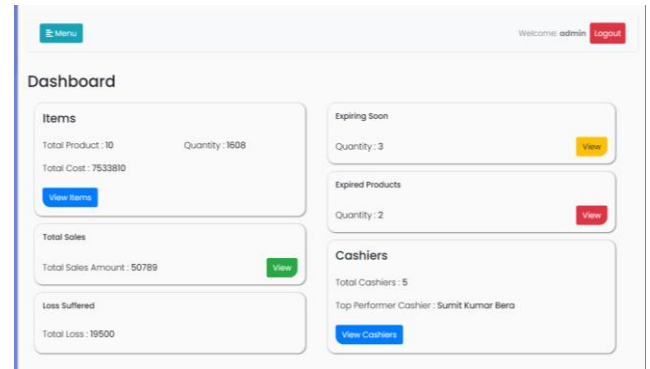 Menu
Welcome: admin Logout
Dashboard
Items
Total Product : 10 Quantity : 1608
Total Cost : 7533810
View Items
Total Sales
Total Sales Amount : 50789 View
Loss Suffered
Total Loss : 19500
Expiring Soon
Quantity : 3 View
Expired Products
Quantity : 2 View
Cashiers
Total Cashiers : 5
Top Performer Cashier : Sumit Kumar Bera
View Cashiers